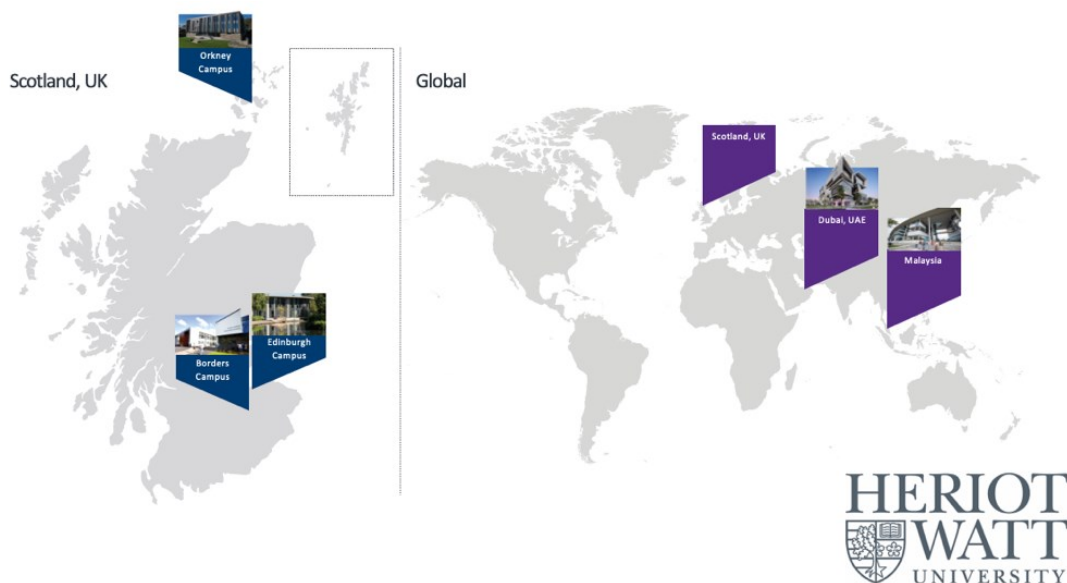 Orkney
Campus
Scotland, UK
Global
Scotland, UK
Dubai, UAE
Malaysia
Edinburgh
Campus
Borders
Campus
HERIOT
WATT
UNIVERSITY